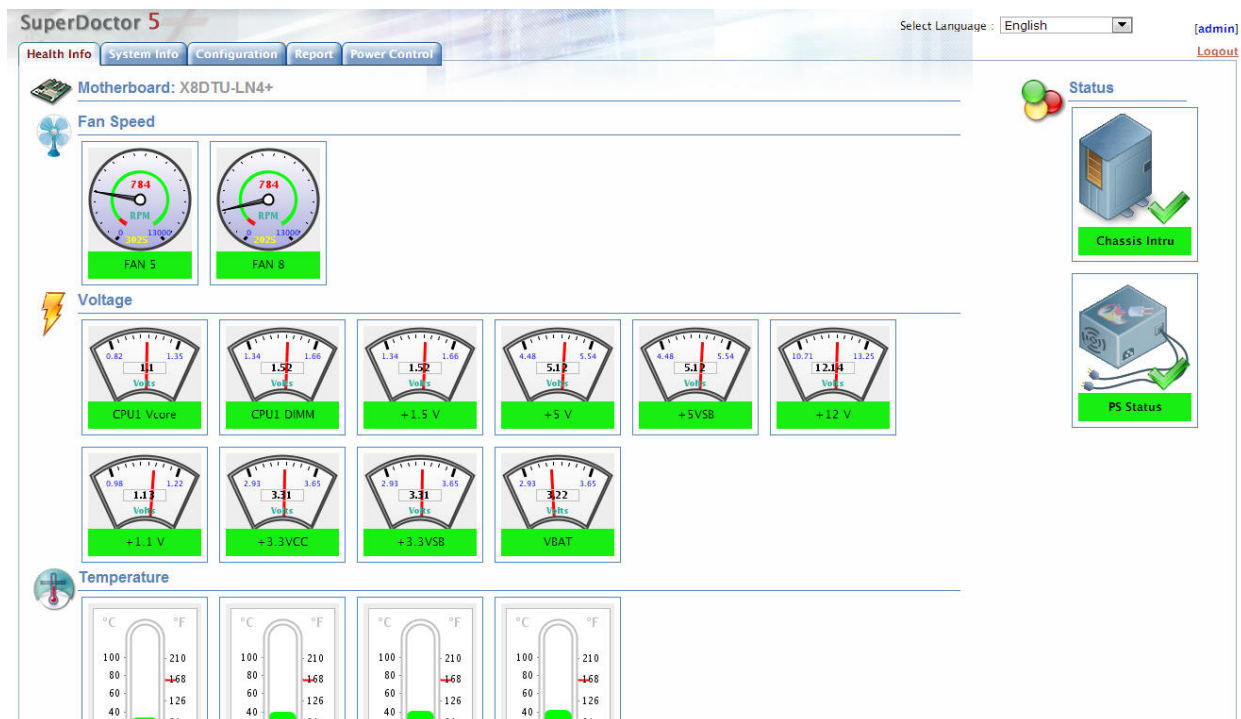 SuperDoctor 5
Select Language : English
[admin]
Health Info System Info Configuration Report Power Control
Logout
Motherboard: X8DTU-LN4+
Status
Fan Speed
784 784
RPM RPM
0 13000 0 13000
3025 2025
FAN 5 FAN 8
Chassis Intru
Voltage
0.82 1.35 1.34 1.66 1.34 1.66 4.48 5.54 4.48 5.54 10.71 13.25
1.1 1.52 1.52 5.12 5.12 12.14
Volts Volts Volts Volts Volts Volts
CPU1 Vcore CPU1 DIMM +1.5 V +5 V +5VSB +12 V
PS Status
0.98 1.22 2.93 3.65 2.93 3.65 2.93 3.65
1.13 3.31 3.31 3.22
Volts Volts Volts Volts
+1.1 V +3.3VCC +3.3VSB VBAT
Temperature
°C °F °C °F °C °F °C °F
100 210 100 210 100 210 100 210
80 168 80 168 80 168 80 168
60 126 60 126 60 126 60 126
40 40 40 40